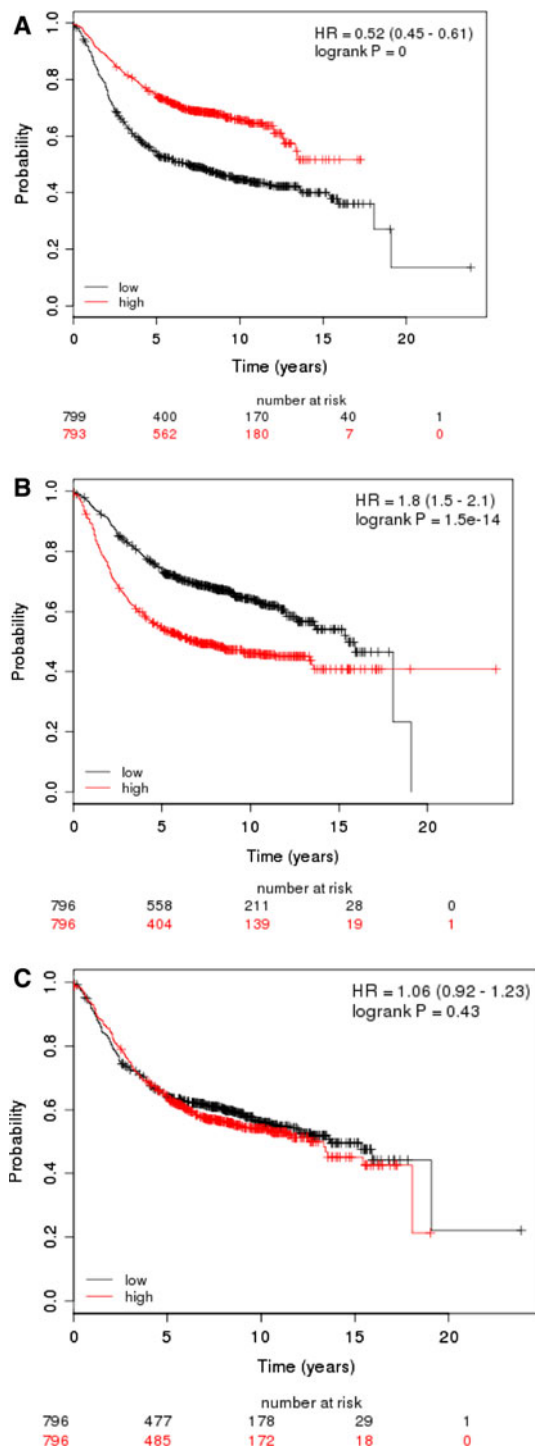 A
HR = 0.52 (0.45 - 0.61)
logrank P = 0
Probability
0.0 0.2 0.4 0.6 0.8 1.0
low
high
0 5 10 15 20
Time (years)
number at risk
799 400 170 40 1
793 562 180 7 0
B
HR = 1.8 (1.5 - 2.1)
logrank P = 1.5e-14
Probability
0.0 0.2 0.4 0.6 0.8 1.0
low
high
0 5 10 15 20
Time (years)
number at risk
796 558 211 28 0
796 404 139 19 1
C
HR = 1.06 (0.92 - 1.23)
logrank P = 0.43
Probability
0.0 0.2 0.4 0.6 0.8 1.0
low
high
0 5 10 15 20
Time (years)
number at risk
796 477 178 29 1
796 485 172 18 0